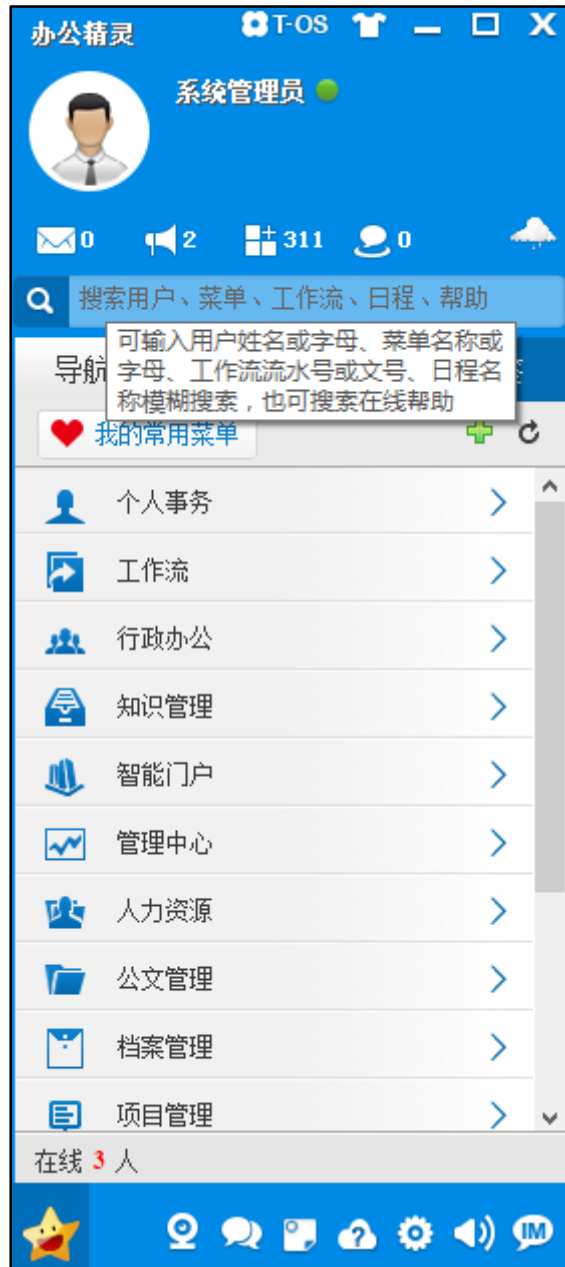 办公精灵 T-OS
系统管理员
0 2 311 0
搜索用户、菜单、工作流、日程、帮助
可输入用户姓名或字母、菜单名称或
字母、工作流流水号或文号、日程名
称模糊搜索，也可搜索在线帮助
导航
我的常用菜单
个人事务
工作流
行政办公
知识管理
智能门户
管理中心
人力资源
公文管理
档案管理
项目管理
在线 3 人
IM